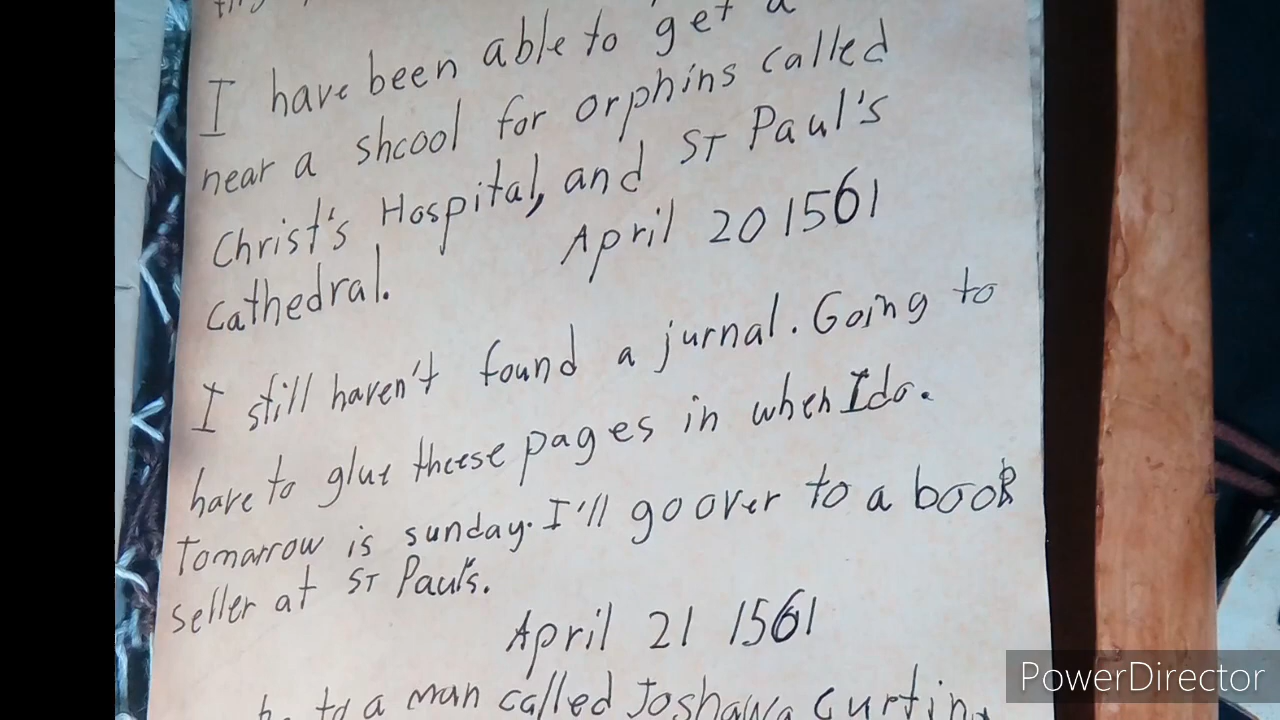 I have been able to get a
near a shcool for orphins called
Christ's Hospital, and ST Paul's
cathedral.
April 20 1561
I still haven't found a jurnal. Going to
have to glue theese pages in when I do.
Tomarrow is sunday. I'll go over to a book
seller at ST Paul's.
April 21 1561
to a man called Joshawa Curtin
PowerDirector